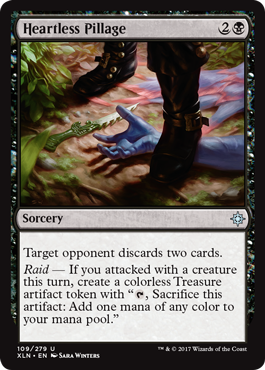 Heartless Pillage 2
Sorcery
Target opponent discards two cards.
Raid — If you attacked with a creature
this turn, create a colorless Treasure
artifact token with “, Sacrifice this
artifact: Add one mana of any color to
your mana pool.”
109/279 U
XLN • EN SARA WINTERS
™ & © 2017 Wizards of the Coast